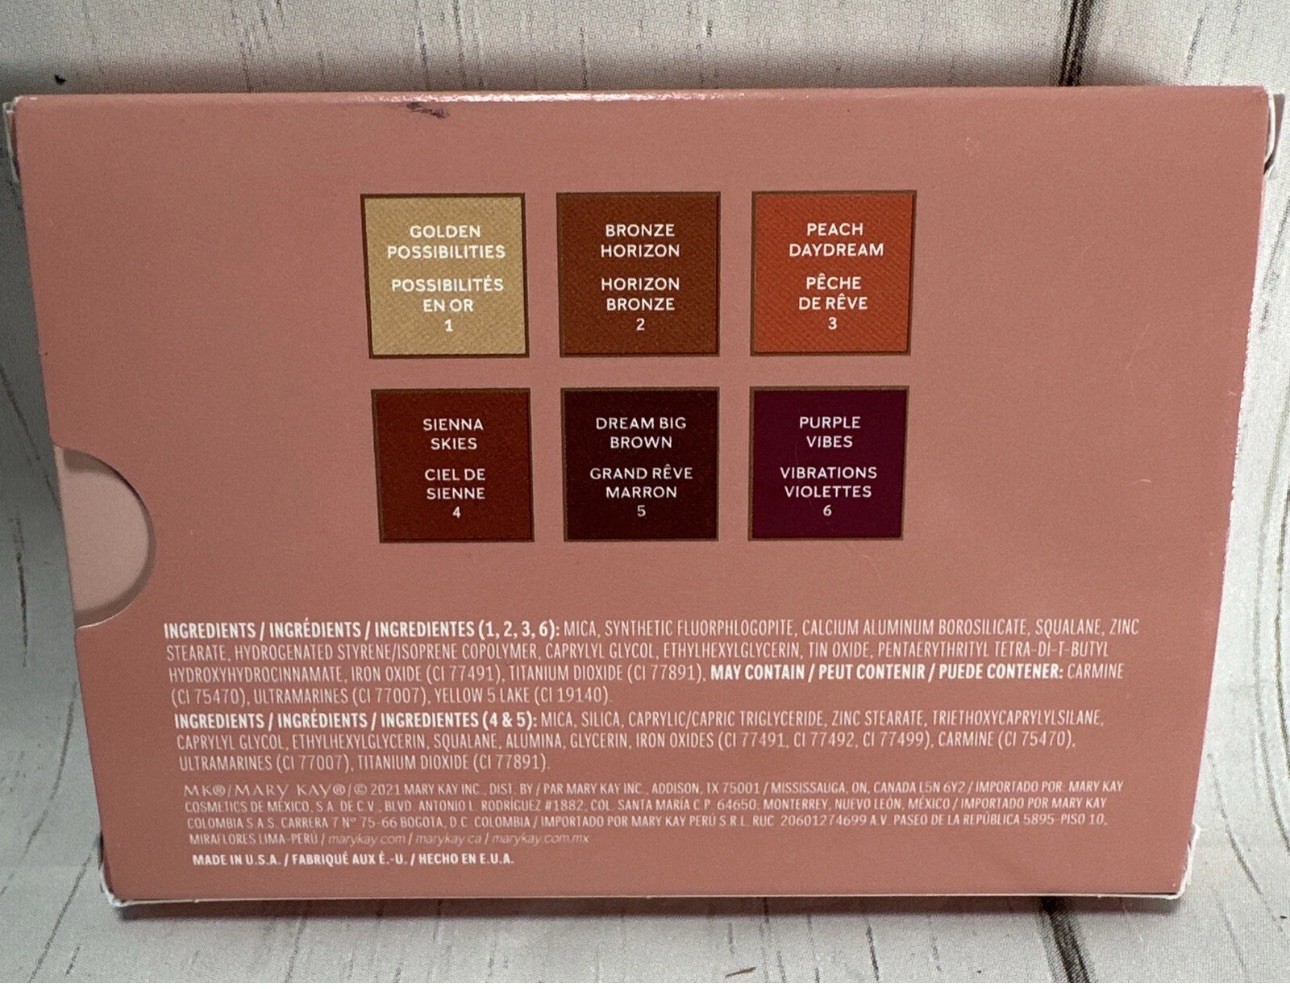 GOLDEN
POSSIBILITIES
POSSIBILITÉS
EN OR
1
BRONZE
HORIZON
HORIZON
BRONZE
2
PEACH
DAYDREAM
PÊCHE
DE RÊVE
3
SIENNA
SKIES
CIEL DE
SIENNE
4
DREAM BIG
BROWN
GRAND RÊVE
MARRON
5
PURPLE
VIBES
VIBRATIONS
VIOLETTES
6
INGREDIENTS / INGRÉDIENTS / INGREDIENTES (1, 2, 3, 6): MICA, SYNTHETIC FLUORPHLOGOPITE, CALCIUM ALUMINUM BOROSILICATE, SQUALANE, ZINC
STEARATE, HYDROGENATED STYRENE/ISOPRENE COPOLYMER, CAPRYLYL GLYCOL, ETHYLHEXYLGLYCERIN, TIN OXIDE, PENTAERYTHRITYL TETRA-DI-T-BUTYL
HYDROXYHYDROCINNAMATE, IRON OXIDE (CI 77491), TITANIUM DIOXIDE (CI 77891), MAY CONTAIN / PEUT CONTENIR / PUEDE CONTENER: CARMINE
(CI 75470), ULTRAMARINES (CI 77007), YELLOW 5 LAKE (CI 19140)
INGREDIENTS / INGRÉDIENTS / INGREDIENTES (4 & 5): MICA, SILICA, CAPRYLIC/CAPRIC TRIGLYCERIDE, ZINC STEARATE, TRIETHOXYCAPRYLYLSILANE,
CAPRYLYL GLYCOL, ETHYLHEXYLGLYCERIN, SQUALANE, ALUMINA, GLYCERIN, IRON OXIDES (CI 77491, CI 77492, CI 77499), CARMINE (CI 75470),
ULTRAMARINES (CI 77007), TITANIUM DIOXIDE (CI 77891).
MK®/MARY KAY®/© 2021 MARY KAY INC., DIST. BY / PAR MARY KAY INC., ADDISON, TX 75001 / MISSISSAUGA, ON, CANADA L5N 6Y2 / IMPORTADO POR: MARY KAY
COSMETICS DE MÉXICO, S.A. DE C.V., BLVD. ANTONIO L. RODRÍGUEZ #1882, COL. SANTA MARÍA C.P. 64650; MONTERREY, NUEVO LEÓN, MÉXICO / IMPORTADO POR MARY KAY
COLOMBIA S.A.S. CARRERA 7 N° 75-66 BOGOTA, D.C. COLOMBIA / IMPORTADO POR MARY KAY PERÚ S.R.L. RUC 20601274699 A.V. PASEO DE LA REPÚBLICA 5895-PISO 10,
MIRAFLORES LIMA-PERÚ / marykay.com / marykay.ca / marykay.com.mx
MADE IN U.S.A. / FABRIQUÉ AUX É.-U. / HECHO EN E.U.A.